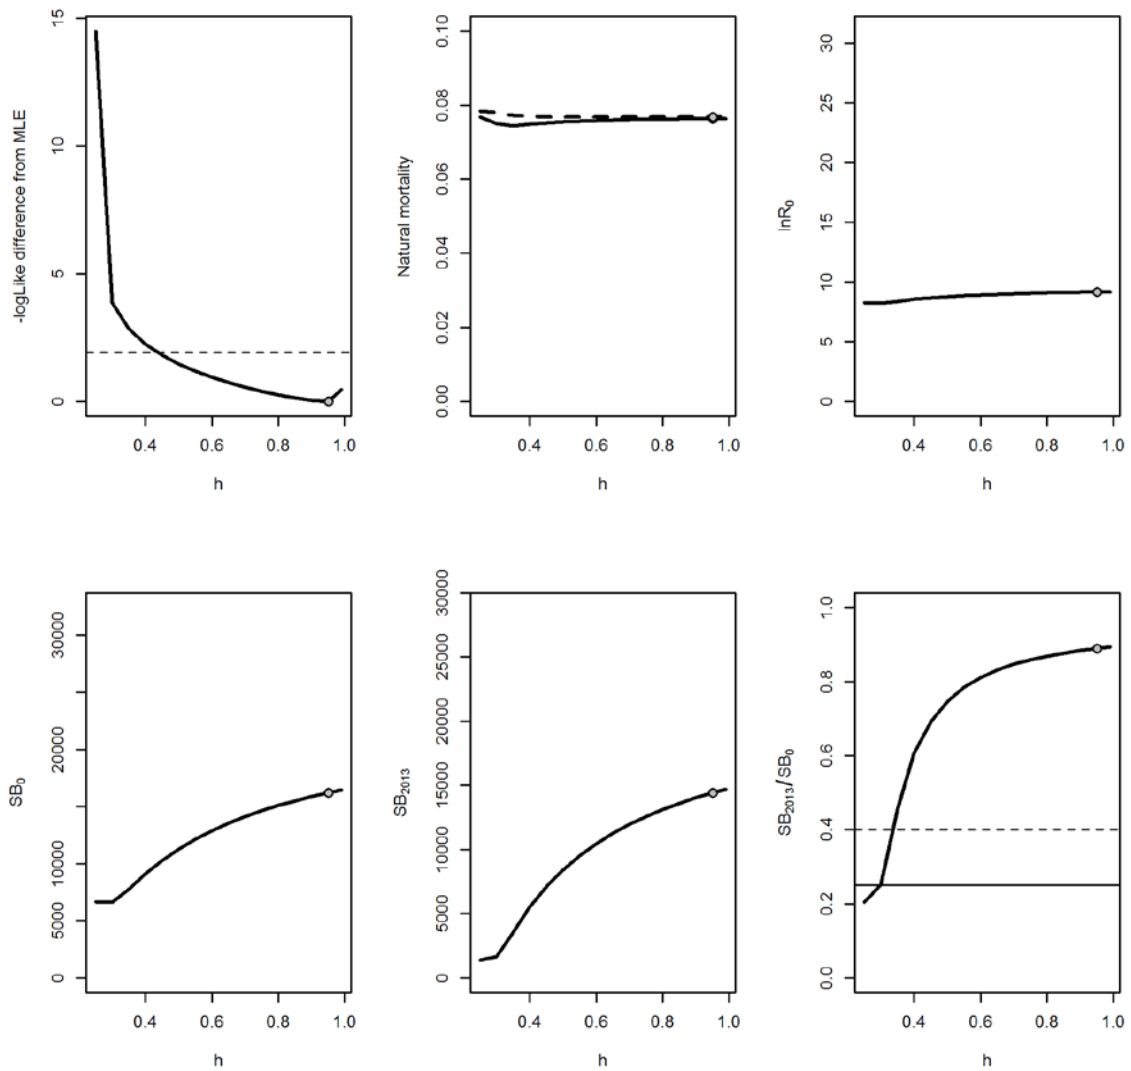 -logLike difference from MLE
15
10
5
0
0.4 0.6 0.8 1.0
h
Natural mortality
0.10
0.08
0.06
0.04
0.02
0.00
0.4 0.6 0.8 1.0
h
lnR0
30
25
20
15
10
5
0
0.4 0.6 0.8 1.0
h
SB0
30000
20000
10000
5000
0
0.4 0.6 0.8 1.0
h
SB2013
30000
25000
20000
15000
10000
5000
0
0.4 0.6 0.8 1.0
h
SB2013/SB0
1.0
0.8
0.6
0.4
0.2
0.0
0.4 0.6 0.8 1.0
h